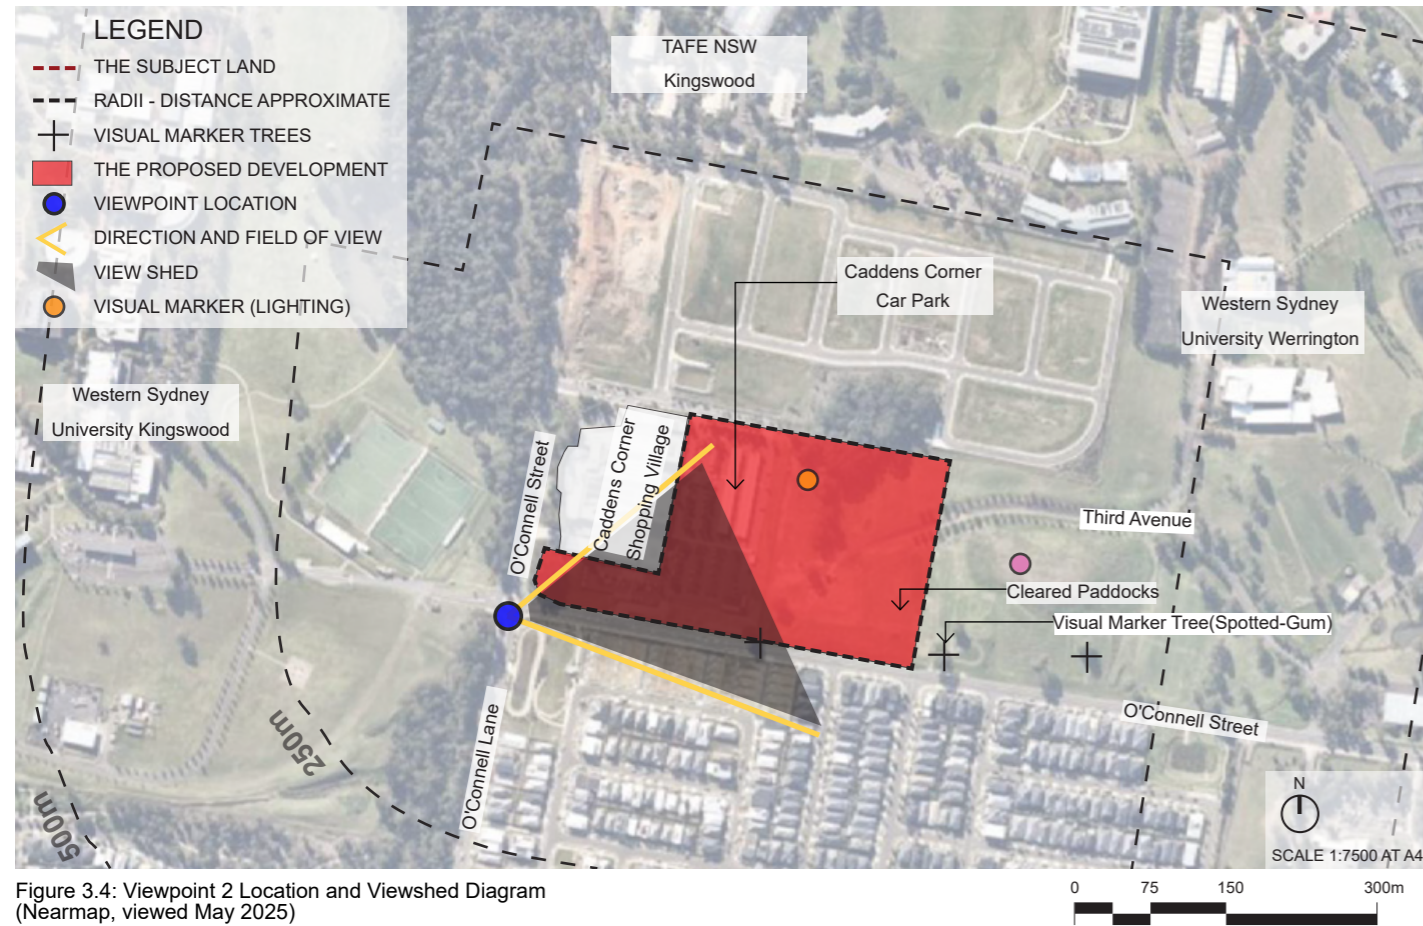 LEGEND
THE SUBJECT LAND
RADII - DISTANCE APPROXIMATE
VISUAL MARKER TREES
THE PROPOSED DEVELOPMENT
VIEWPOINT LOCATION
DIRECTION AND FIELD OF VIEW
VIEW SHED
VISUAL MARKER (LIGHTING)
TAFE NSW
Kingswood
Caddens Corner
Car Park
Western Sydney
University Werrington
Western Sydney
University Kingswood
O'Connell Street
Caddens Corner
Shopping Village
Third Avenue
Cleared Paddocks
Visual Marker Tree(Spotted-Gum)
O'Connell Street
O'Connell Lane
250m
500m
N
SCALE 1:7500 AT A4
Figure 3.4: Viewpoint 2 Location and Viewshed Diagram
(Nearmap, viewed May 2025)
0 75 150 300m